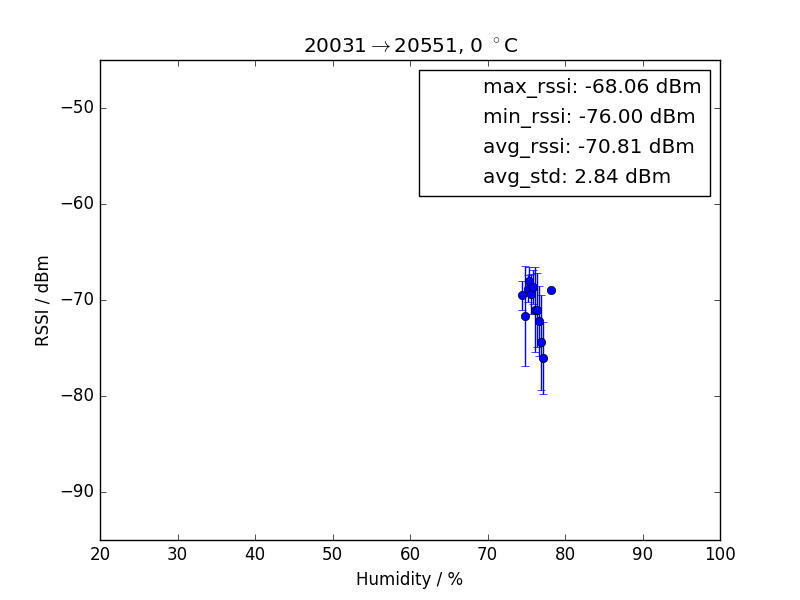 20031→20551, 0 °C
max_rssi: -68.06 dBm
min_rssi: -76.00 dBm
avg_rssi: -70.81 dBm
avg_std: 2.84 dBm
RSSI / dBm
−50
−60
−70
−80
−90
20 30 40 50 60 70 80 90 100
Humidity / %